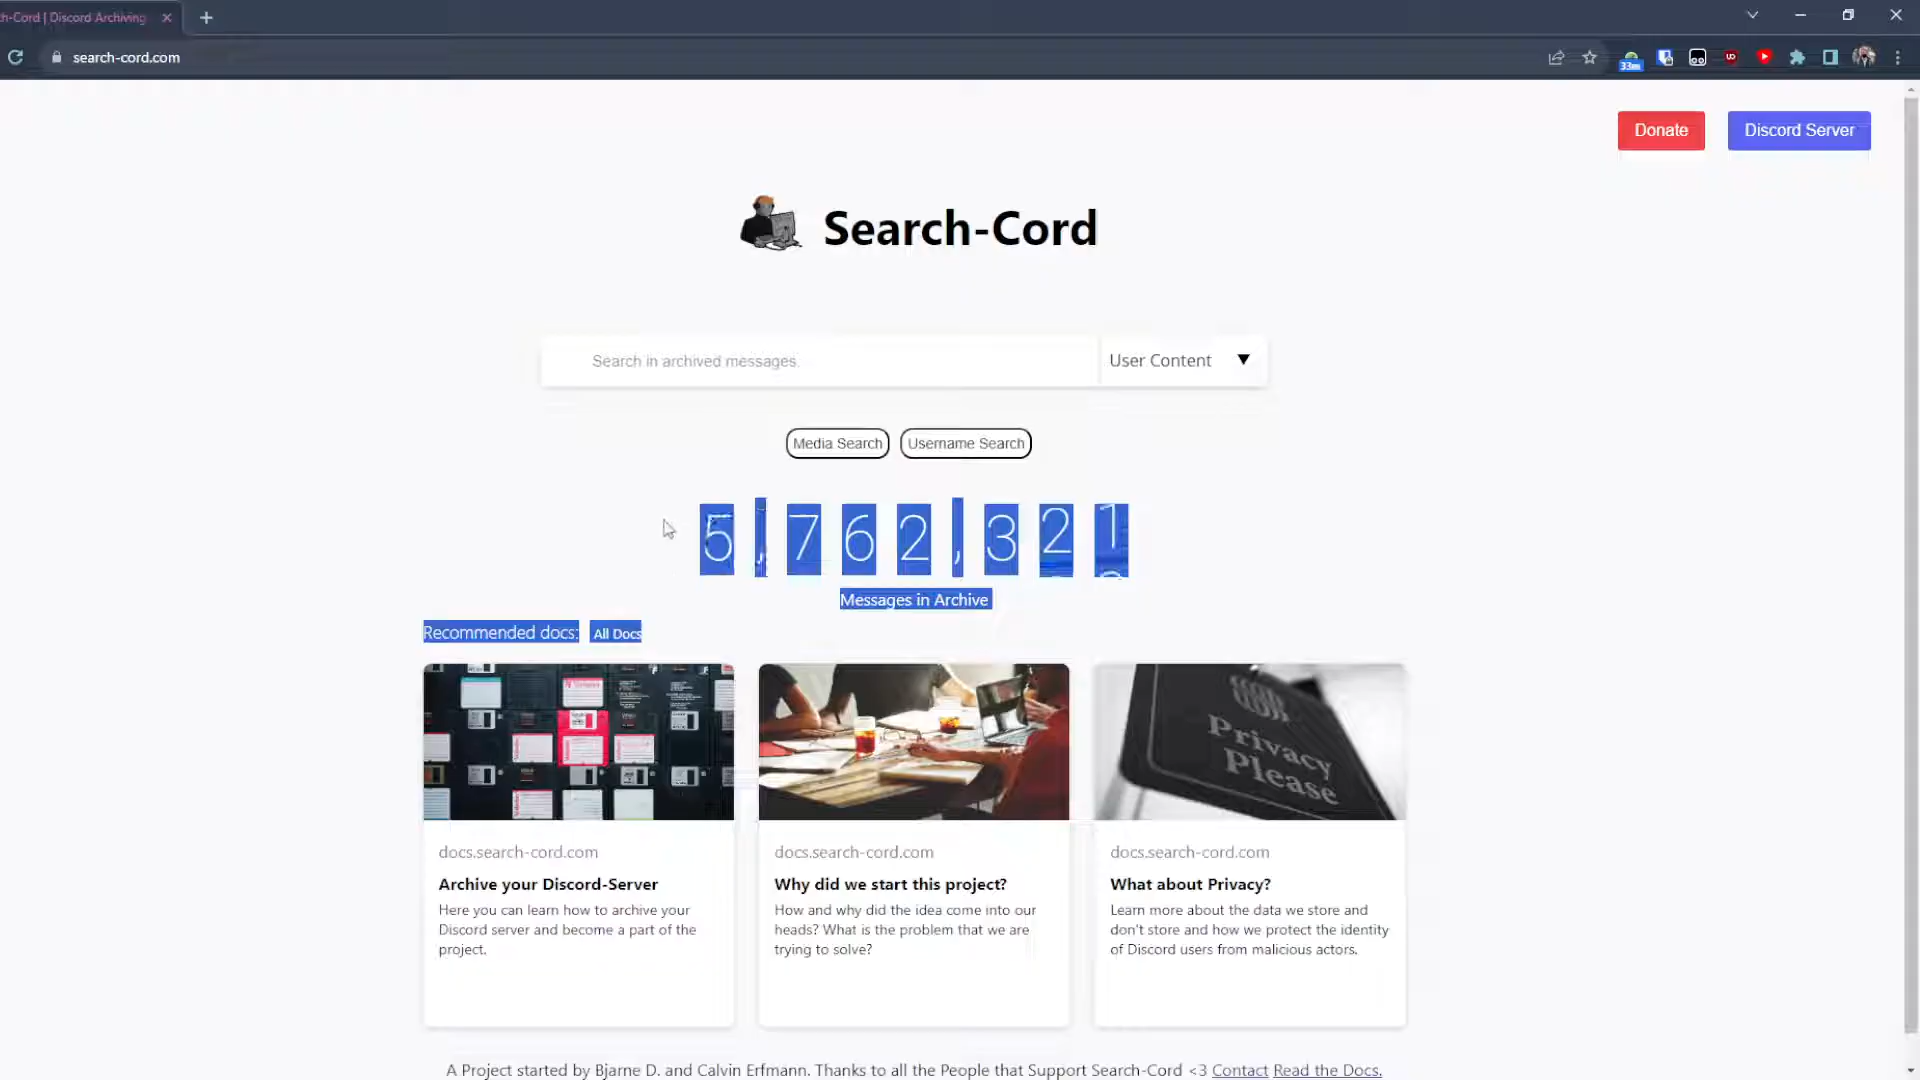 ch-Cord | Discord Archiving
search-cord.com
33m
Donate
Discord Server
Search-Cord
Search in archived messages.
User Content
Media Search
Username Search
5,762,321
Messages in Archive
Recommended docs: All Docs
Privacy
Please
docs.search-cord.com
Archive your Discord-Server
Here you can learn how to archive your
Discord server and become a part of the
project.
docs.search-cord.com
Why did we start this project?
How and why did the idea come into our
heads? What is the problem that we are
trying to solve?
docs.search-cord.com
What about Privacy?
Learn more about the data we store and
don't store and how we protect the identity
of Discord users from malicious actors.
A Project started by Bjarne D. and Calvin Erfmann. Thanks to all the People that Support Search-Cord <3 Contact Read the Docs.